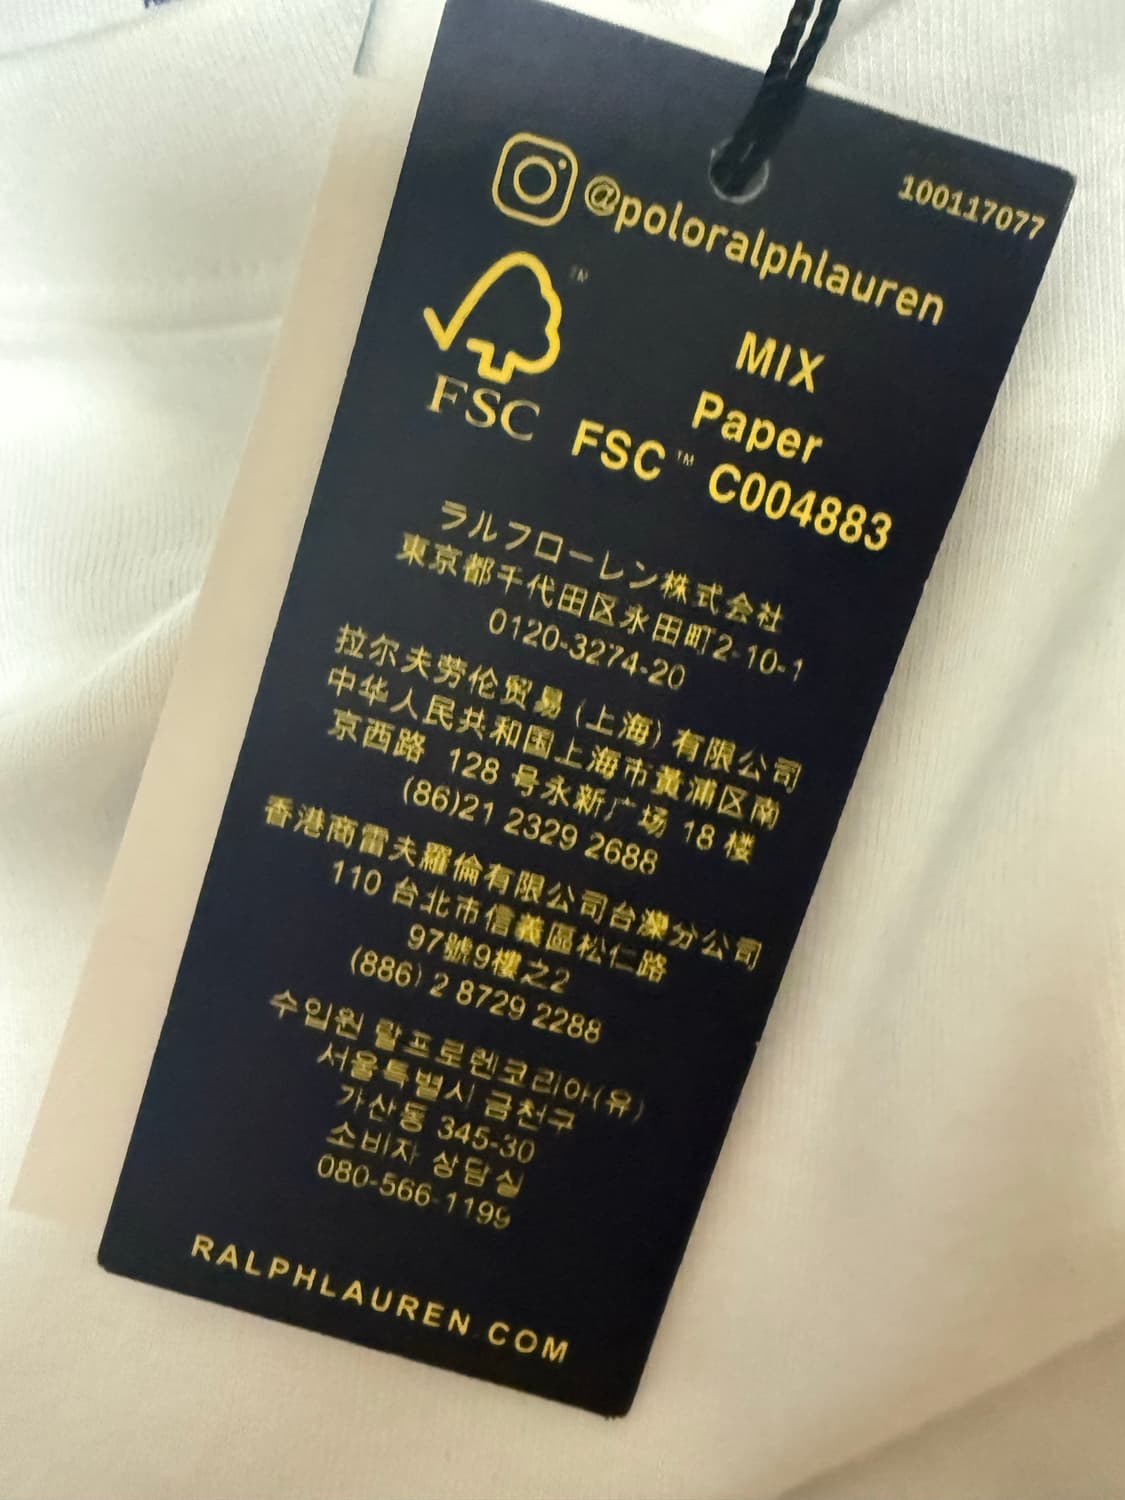 100117077
@poloralphlauren
™
FSC
MIX
Paper
FSC™ C004883
ラルフローレン株式会社
東京都千代田区永田町2-10-1
0120-3274-20
拉尔夫劳伦贸易(上海)有限公司
中华人民共和国上海市黄浦区南
京西路 128 号永新广场 18 楼
(86)21 2329 2688
香港商雷夫羅倫有限公司台灣分公司
110 台北市信義區松仁路
97號9樓之2
(886) 2 8729 2288
수입원 랄프로렌코리아(유)
서울특별시 금천구
가산동 345-30
소비자 상담실
080-566-1199
RALPHLAUREN.COM